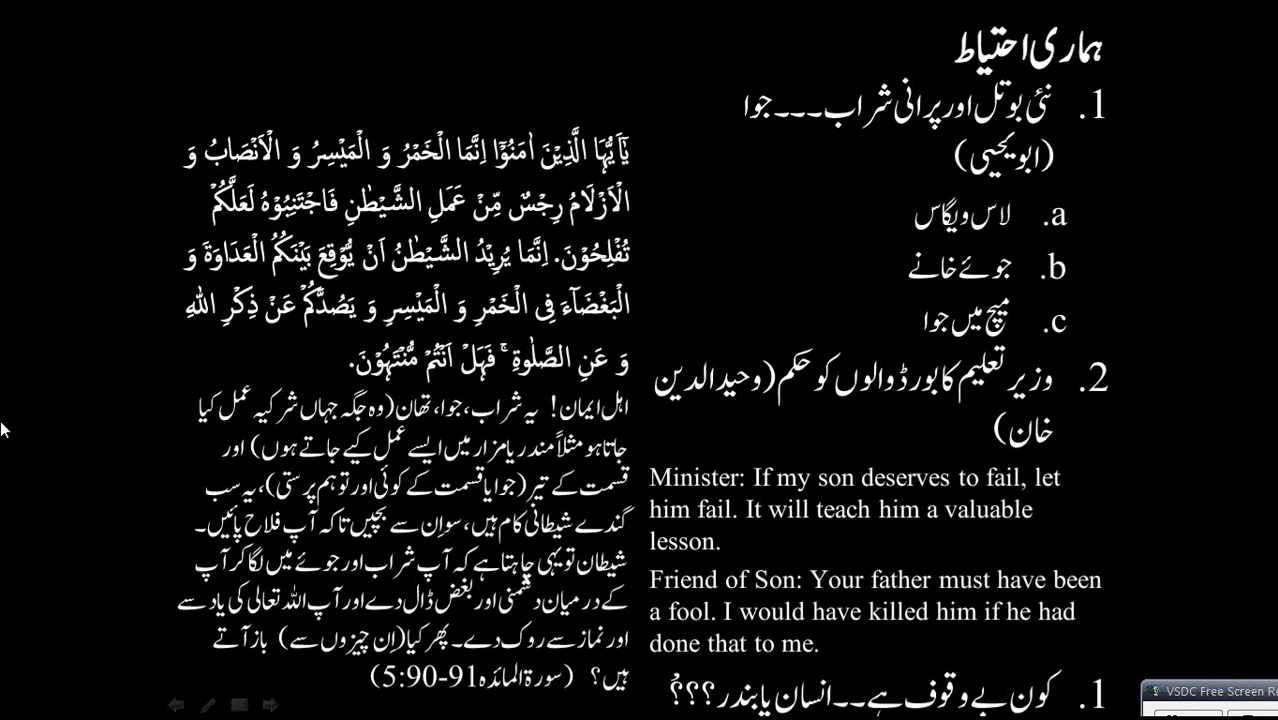 ہماری احتیاط
1. نئی بوتل اور پرانی شراب۔۔۔ جوا
(ابویحییی)
a. لاس ویگاس
b. جوئے خانے
c. میچ میں جوا
2. وزیر تعلیم کا بورڈ والوں کو حکم (وحید الدین
خان)
Minister: If my son deserves to fail, let
him fail. It will teach him a valuable
lesson.
Friend of Son: Your father must have been
a fool. I would have killed him if he had
done that to me.
1. کون بے وقوف ہے۔۔ انسان یا بندر؟؟؟؟
يٰۤاَيُّهَا الَّذِيْنَ اٰمَنُوْۤا اِنَّمَا الْخَمْرُ وَ الْمَيْسِرُ وَ الْاَنْصَابُ وَ
الْاَزْلَامُ رِجْسٌ مِّنْ عَمَلِ الشَّيْطٰنِ فَاجْتَنِبُوْهُ لَعَلَّكُمْ
تُفْلِحُوْنَ. اِنَّمَا يُرِيْدُ الشَّيْطٰنُ اَنْ يُّوْقِعَ بَيْنَكُمُ الْعَدَاوَةَ وَ
الْبَغْضَآءَ فِى الْخَمْرِ وَ الْمَيْسِرِ وَ يَصُدَّكُمْ عَنْ ذِكْرِ اللّٰهِ
وَ عَنِ الصَّلٰوةِ ۚ فَهَلْ اَنْتُمْ مُّنْتَهُوْنَ.
اہل ایمان! یہ شراب، جوا، تھان (وہ جگہ جہاں شرکیہ عمل کیا
جاتا ہو مثلاً مندر یا مزار میں ایسے عمل کیے جاتے ہوں) اور
قسمت کے تیر (جوا یا قسمت کے کوئی اور توہم پرستی)، یہ سب
گندے شیطانی کام ہیں، سو اِن سے بچیں تاکہ آپ فلاح پائیں۔
شیطان تو یہی چاہتا ہے کہ آپ شراب اور جوئے میں لگا کر آپ
کے درمیان دشمنی اور بغض ڈال دے اور آپ اللہ تعالی کی یاد سے
اور نماز سے روک دے۔ پھر کیا (اِن چیزوں سے) باز آتے
ہیں؟ (سورۃ المائدہ 91-5:90)
VSDC Free Screen Re